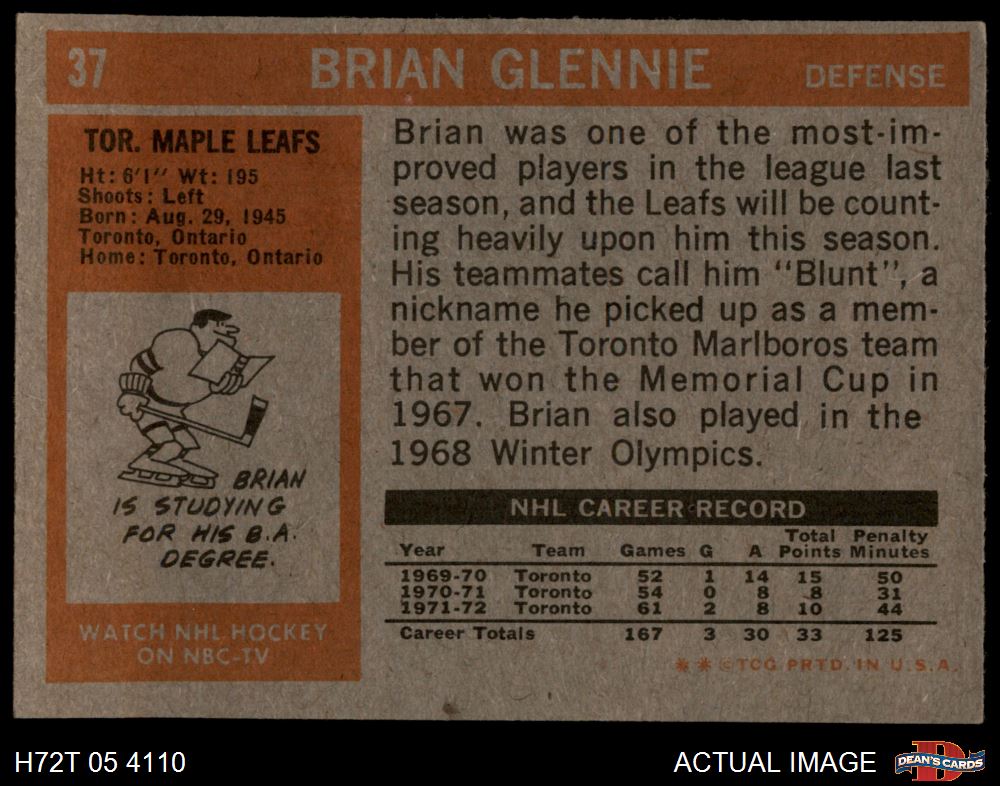 37 BRIAN GLENNIE DEFENSE
TOR. MAPLE LEAFS
Ht: 6'1" Wt: 195
Shoots: Left
Born: Aug. 29, 1945
Toronto, Ontario
Home: Toronto, Ontario
BRIAN
IS STUDYING
FOR HIS B.A.
DEGREE.
WATCH NHL HOCKEY
ON NBC-TV
Brian was one of the most-im-
proved players in the league last
season, and the Leafs will be count-
ing heavily upon him this season.
His teammates call him "Blunt", a
nickname he picked up as a mem-
ber of the Toronto Marlboros team
that won the Memorial Cup in
1967. Brian also played in the
1968 Winter Olympics.
NHL CAREER RECORD
Year Team Games G A Total Points Penalty Minutes
1969-70 Toronto 52 1 14 15 50
1970-71 Toronto 54 0 8 8 31
1971-72 Toronto 61 2 8 10 44
Career Totals 167 3 30 33 125
* * © TCG PRTD. IN U.S.A.
H72T 05 4110 ACTUAL IMAGE D DEAN'S CARDS